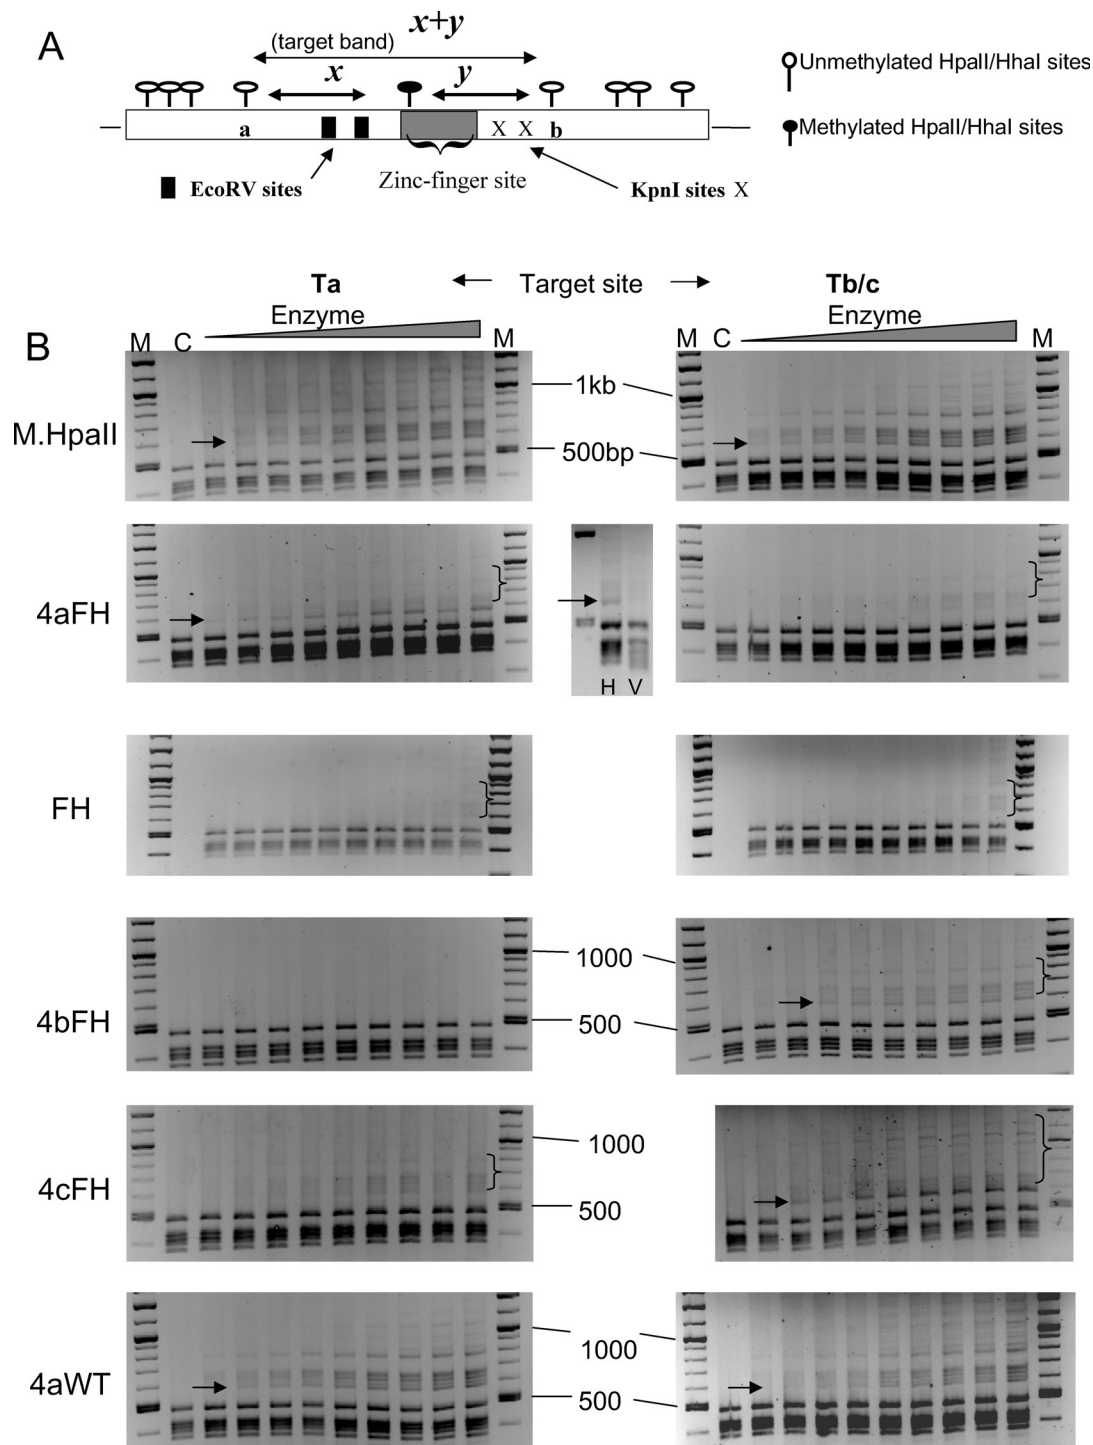 A
x+y
(target band)
x
y
Unmethylated HpaII/HhaI sites
a
X X
b
Methylated HpaII/HhaI sites
EcoRV sites
Zinc-finger site
KpnI sites X
Ta
Target site
Tb/c
Enzyme
Enzyme
B
M
C
M
M
C
M
M.HpaII
1kb
500bp
4aFH
H V
FH
4bFH
1000
500
4cFH
1000
500
4aWT
1000
500